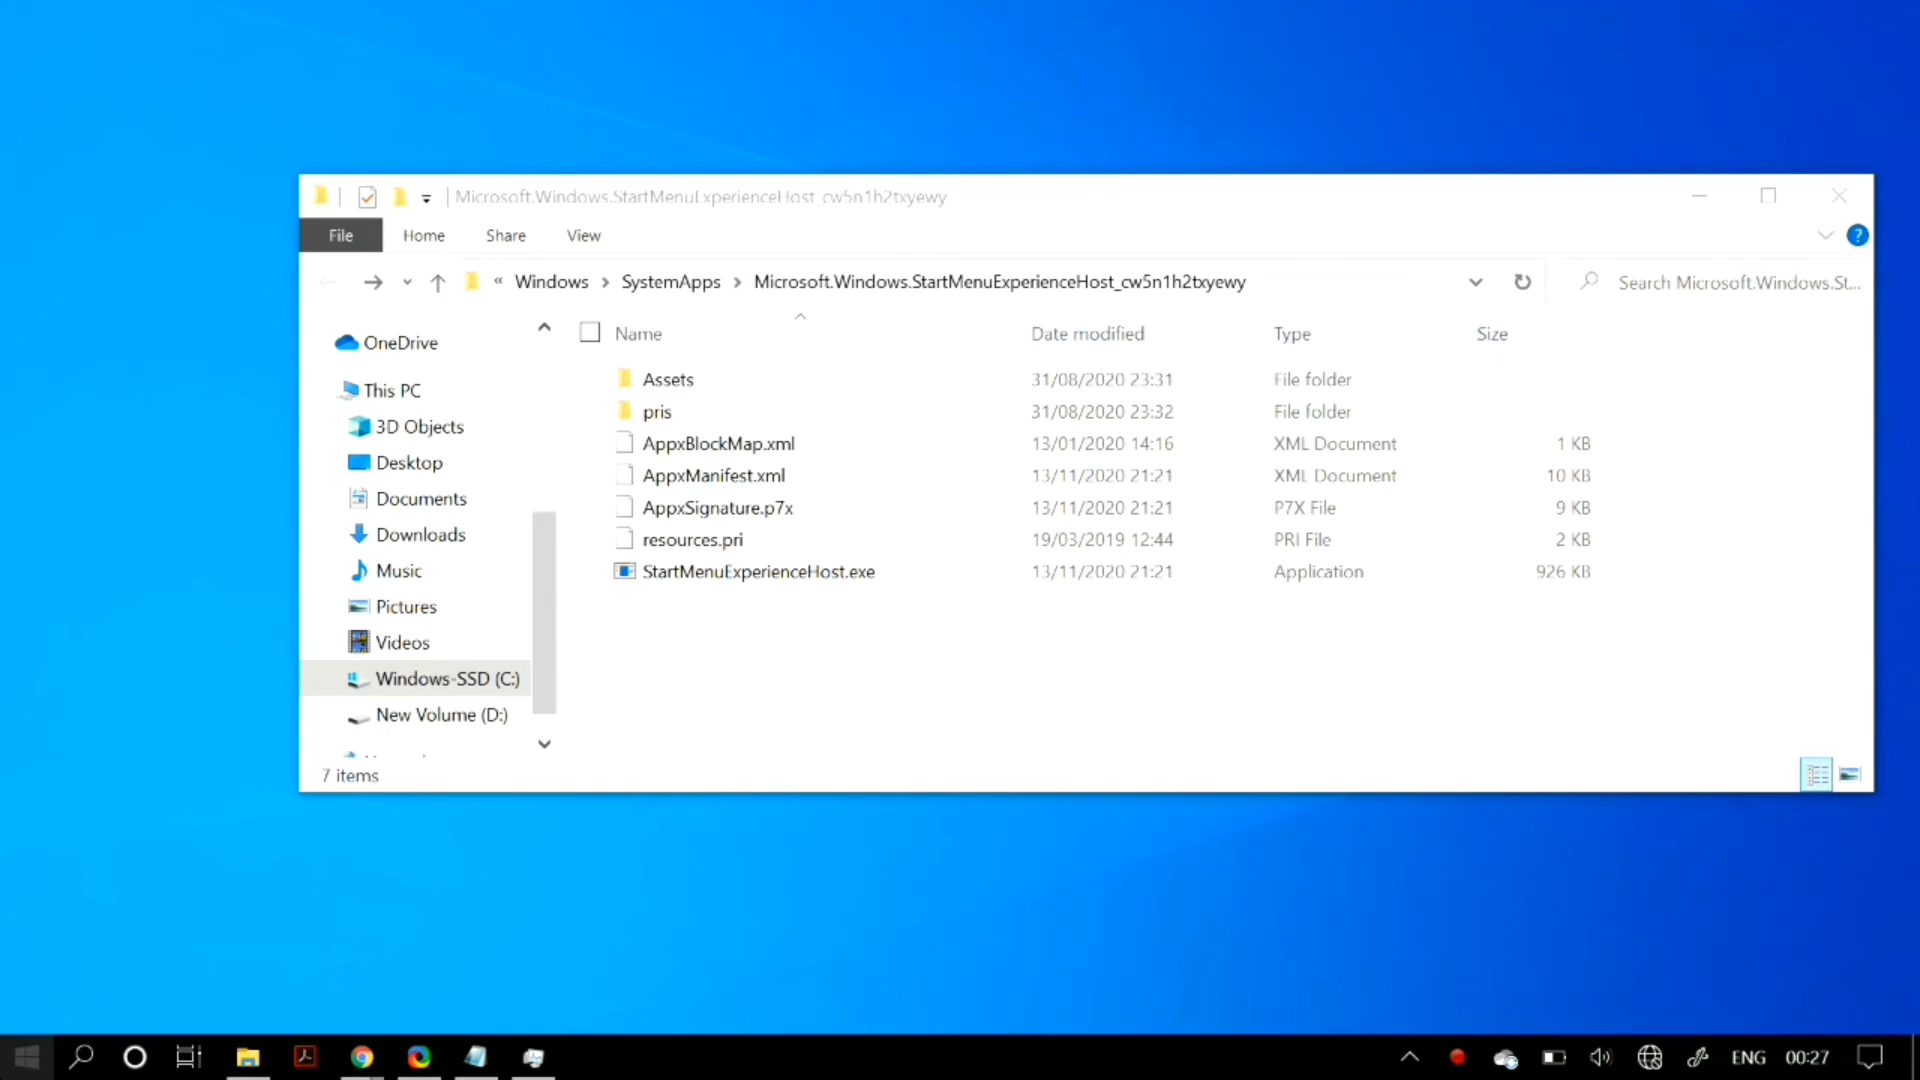 Microsoft.Windows.StartMenuExperienceHost_cw5n1h2txyewy
File Home Share View
« Windows > SystemApps > Microsoft.Windows.StartMenuExperienceHost_cw5n1h2txyewy
Search Microsoft.Windows.St...
Name Date modified Type Size
OneDrive
This PC
3D Objects
Desktop
Documents
Downloads
Music
Pictures
Videos
Windows-SSD (C:)
New Volume (D:)
Assets 31/08/2020 23:31 File folder
pris 31/08/2020 23:32 File folder
AppxBlockMap.xml 13/01/2020 14:16 XML Document 1 KB
AppxManifest.xml 13/11/2020 21:21 XML Document 10 KB
AppxSignature.p7x 13/11/2020 21:21 P7X File 9 KB
resources.pri 19/03/2019 12:44 PRI File 2 KB
StartMenuExperienceHost.exe 13/11/2020 21:21 Application 926 KB
7 items
ENG 00:27